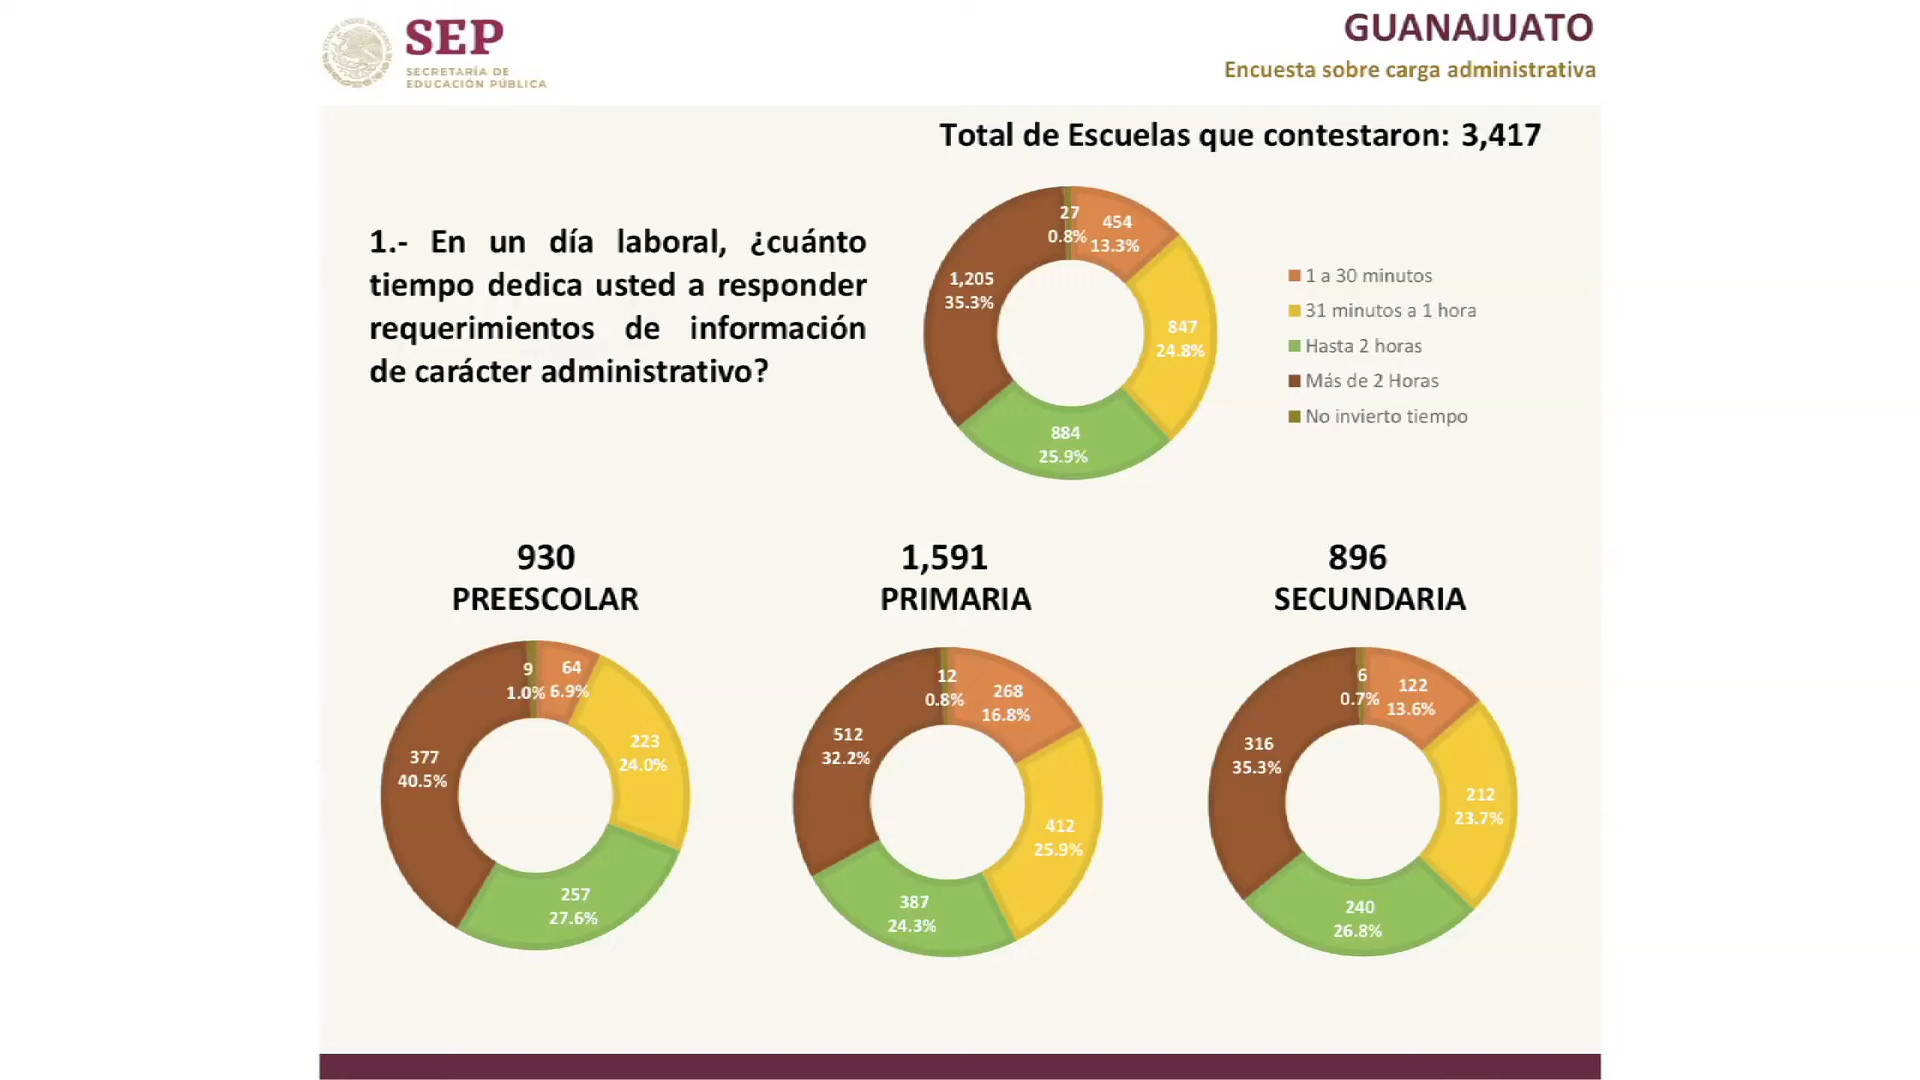 SEP
SECRETARÍA DE
EDUCACIÓN PÚBLICA
GUANAJUATO
Encuesta sobre carga administrativa
Total de Escuelas que contestaron: 3,417
1.- En un día laboral, ¿cuánto
tiempo dedica usted a responder
requerimientos de información
de carácter administrativo?
27
0.8%
454
13.3%
847
24.8%
884
25.9%
1,205
35.3%
1 a 30 minutos
31 minutos a 1 hora
Hasta 2 horas
Más de 2 Horas
No invierto tiempo
930
PREESCOLAR
9
1.0%
64
6.9%
223
24.0%
257
27.6%
377
40.5%
1,591
PRIMARIA
12
0.8%
268
16.8%
412
25.9%
387
24.3%
512
32.2%
896
SECUNDARIA
6
0.7%
122
13.6%
212
23.7%
240
26.8%
316
35.3%